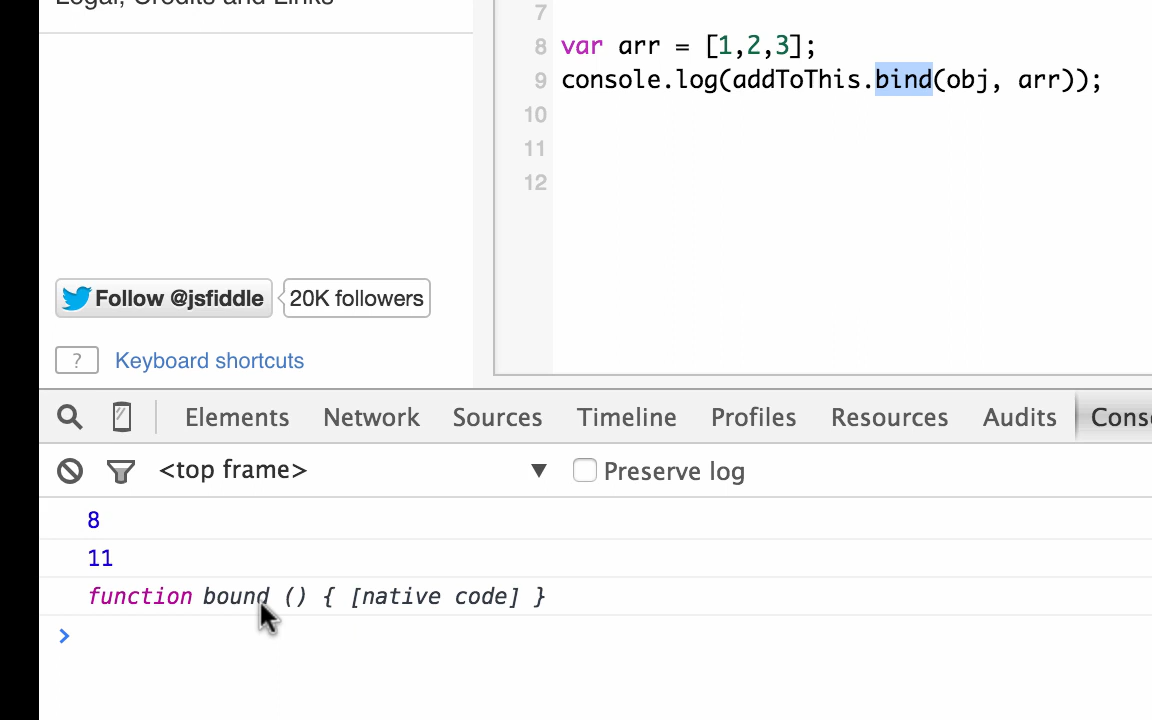 Legal, Credits and Links
7
8 var arr = [1,2,3];
9 console.log(addToThis.bind(obj, arr));
10
11
12
Follow @jsfiddle 20K followers
? Keyboard shortcuts
Elements Network Sources Timeline Profiles Resources Audits Conso
<top frame> ▼ Preserve log
8
11
function bound () { [native code] }
>